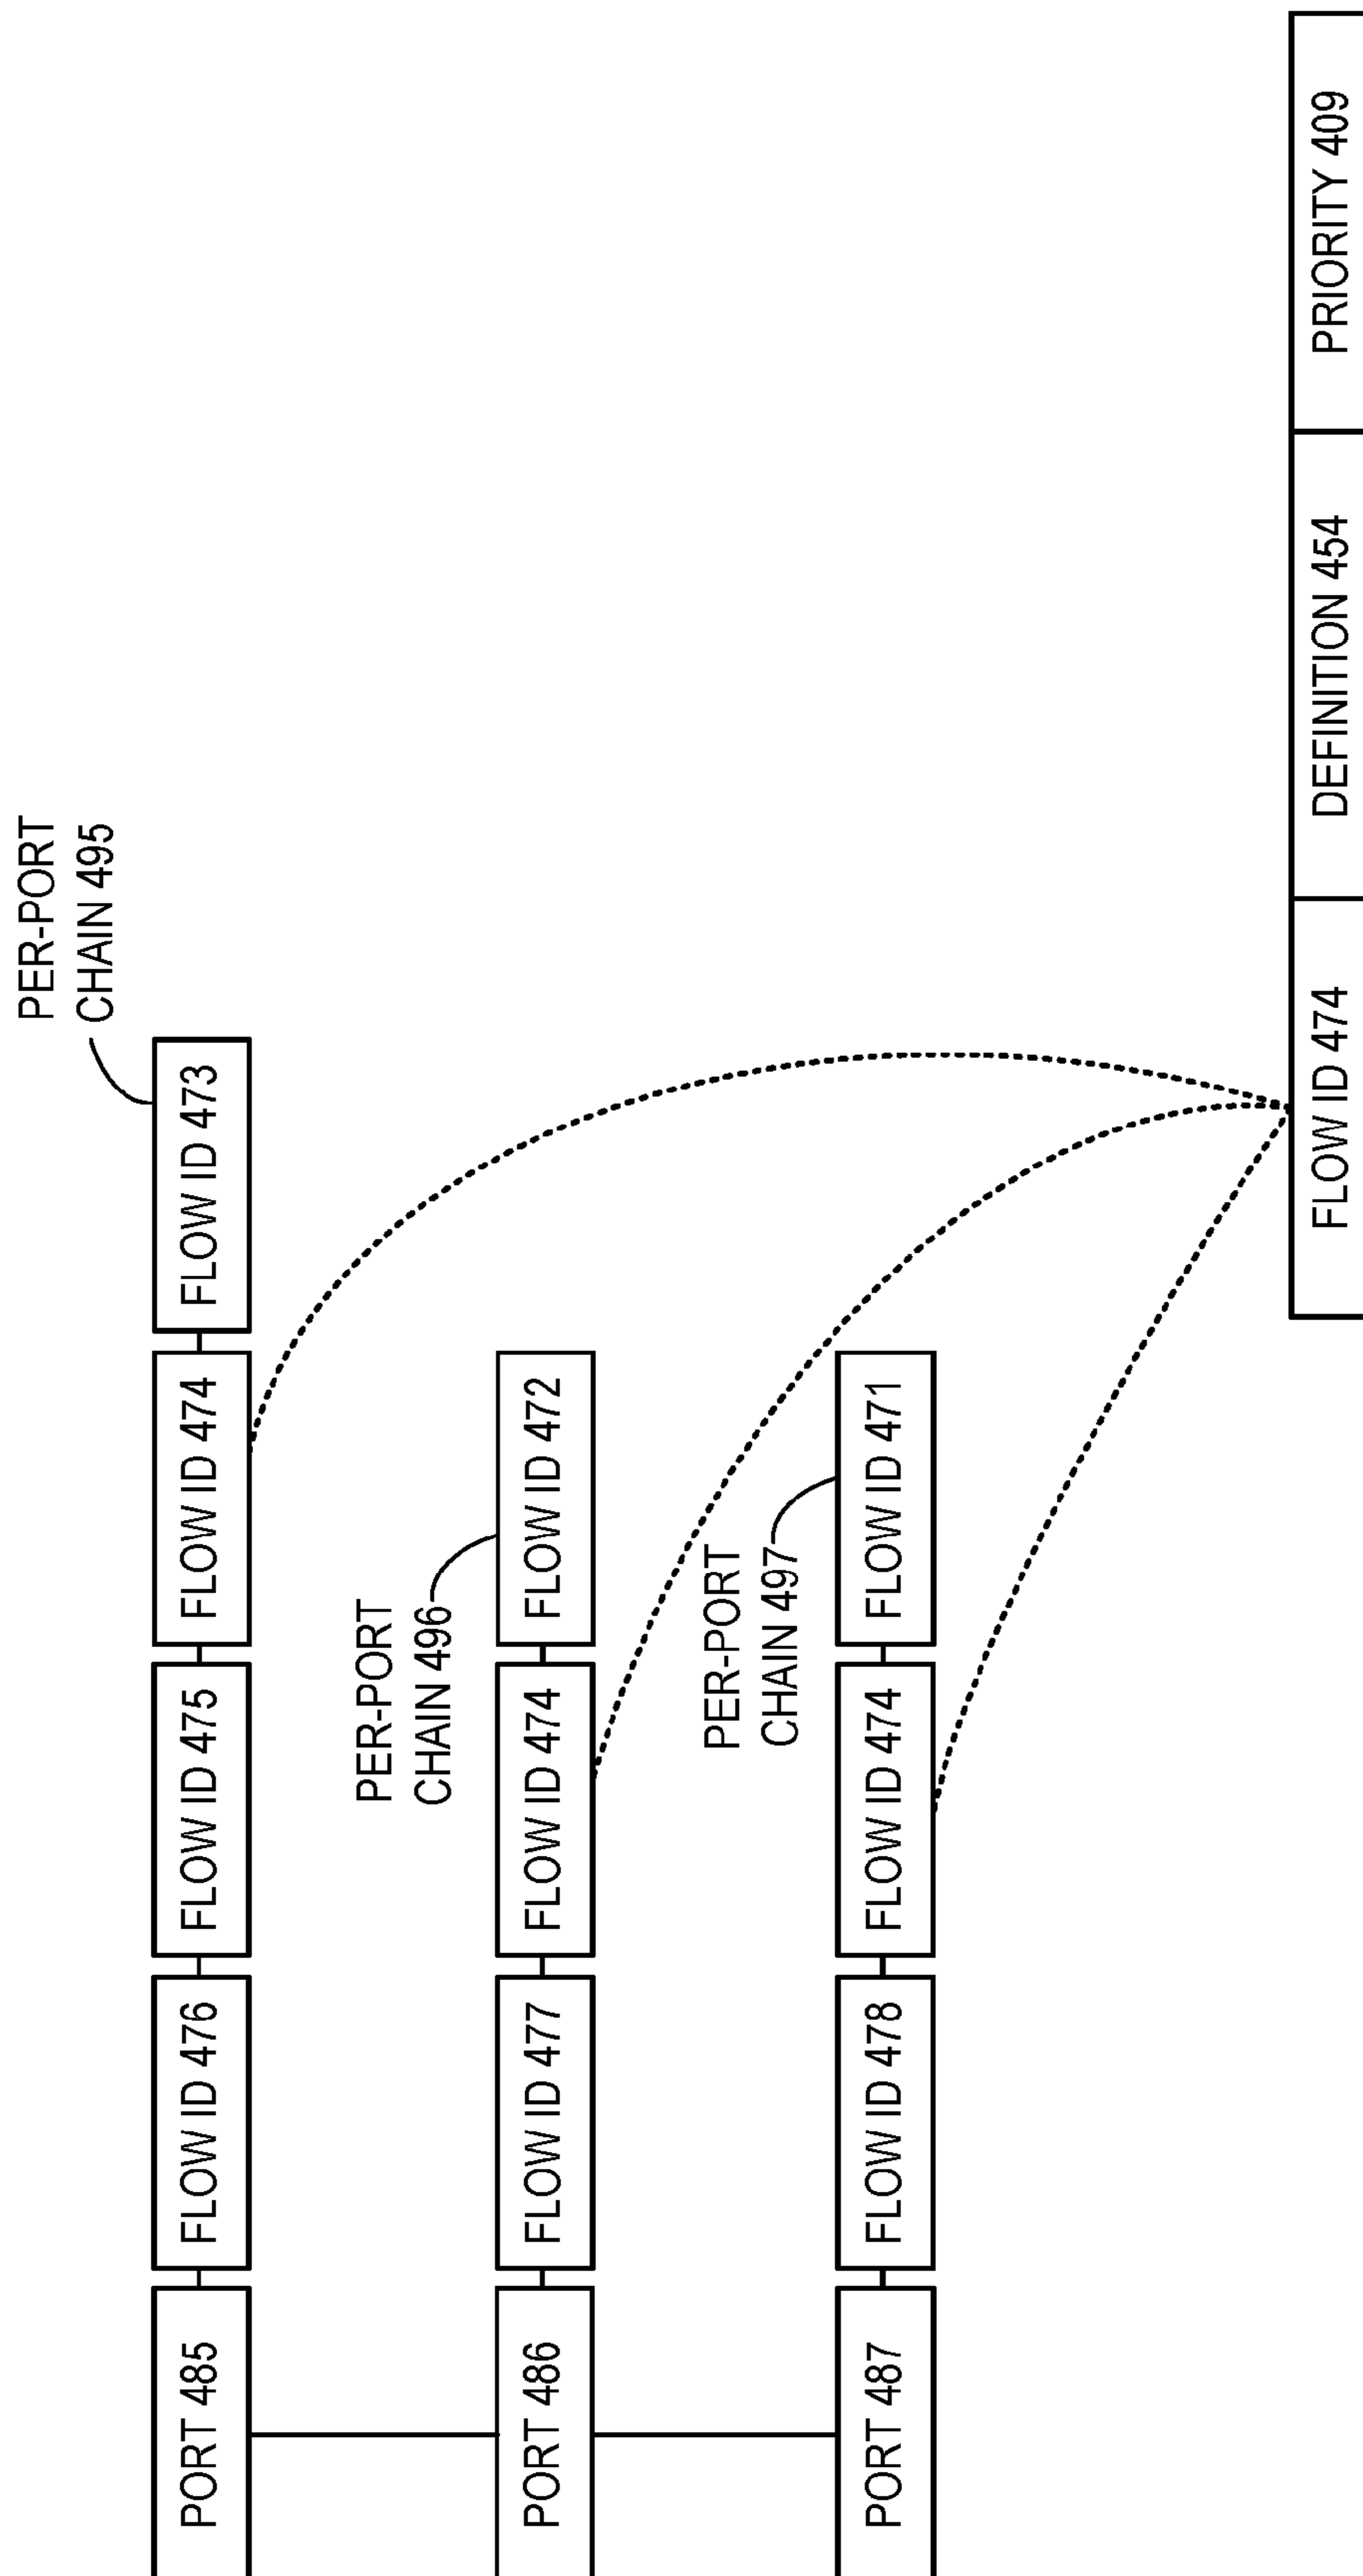 PER-PORT
CHAIN 495
PORT 485
FLOW ID 476
FLOW ID 475
FLOW ID 474
FLOW ID 473
PER-PORT
CHAIN 496
PORT 486
FLOW ID 477
FLOW ID 474
FLOW ID 472
PER-PORT
CHAIN 497
PORT 487
FLOW ID 478
FLOW ID 474
FLOW ID 471
FLOW ID 474
DEFINITION 454
PRIORITY 409